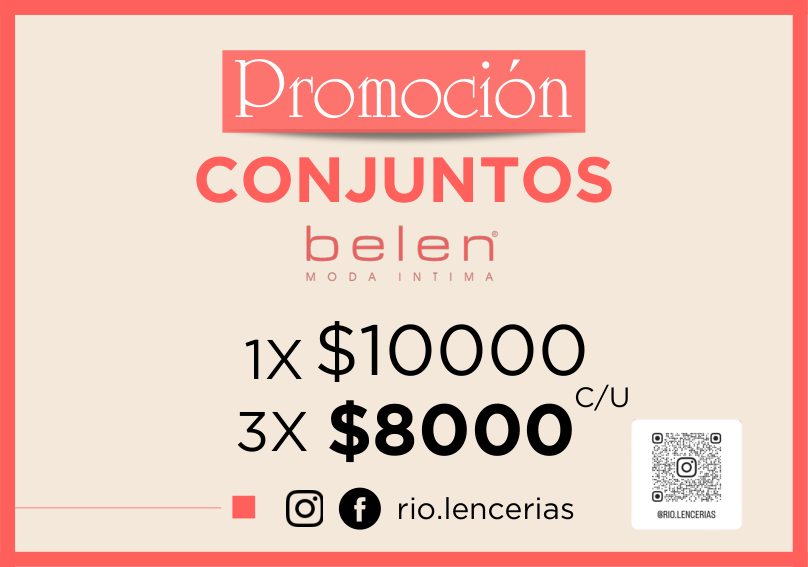 Promoción
CONJUNTOS
belen®
MODA INTIMA
1X $10000
3X $8000 C/U
rio.lencerias
@RIO.LENCERIAS